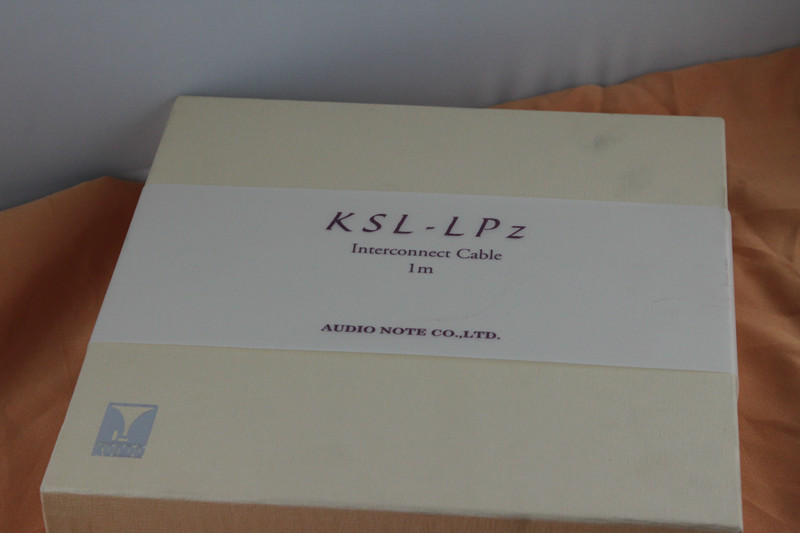 KSL-LPz
Interconnect Cable
1m
AUDIO NOTE CO.,LTD.